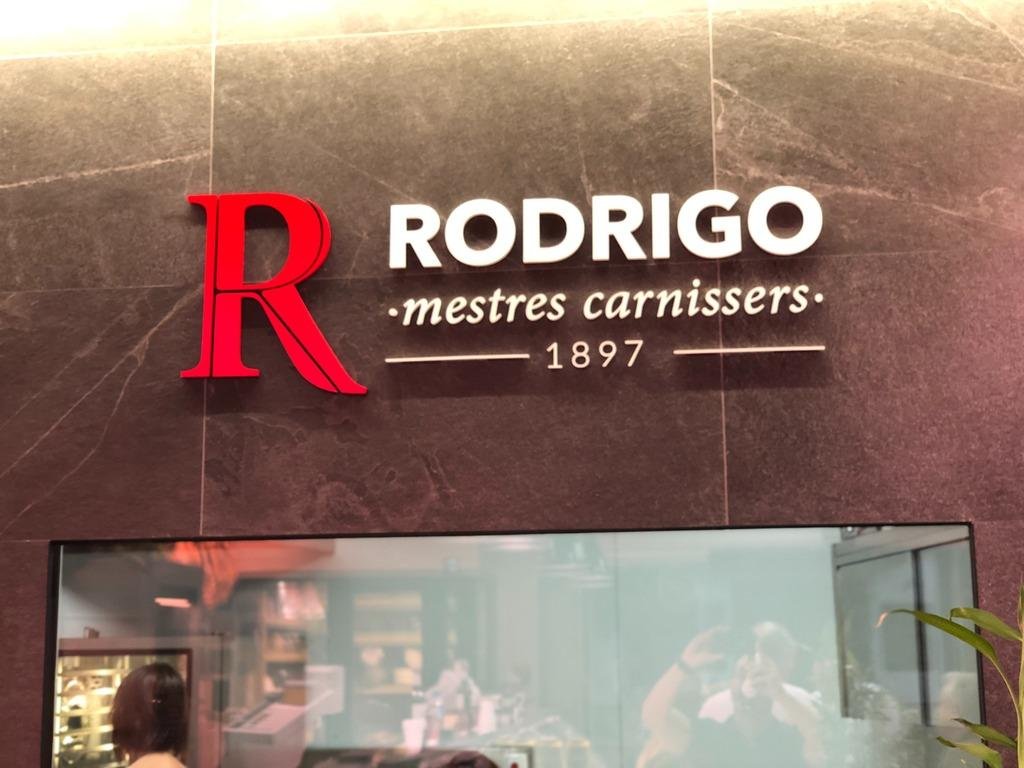 R
RODRIGO
·mestres carnissers·
1897